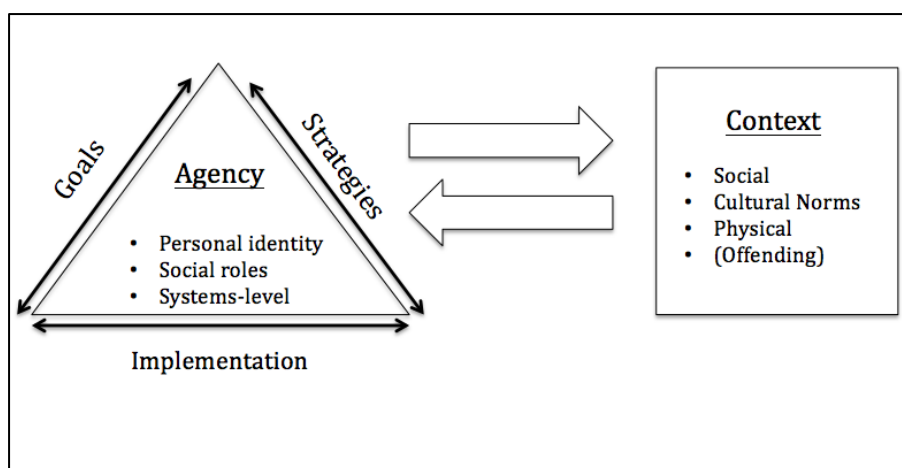 Goals
Strategies
Agency
• Personal identity
• Social roles
• Systems-level
Implementation
Context
• Social
• Cultural Norms
• Physical
• (Offending)